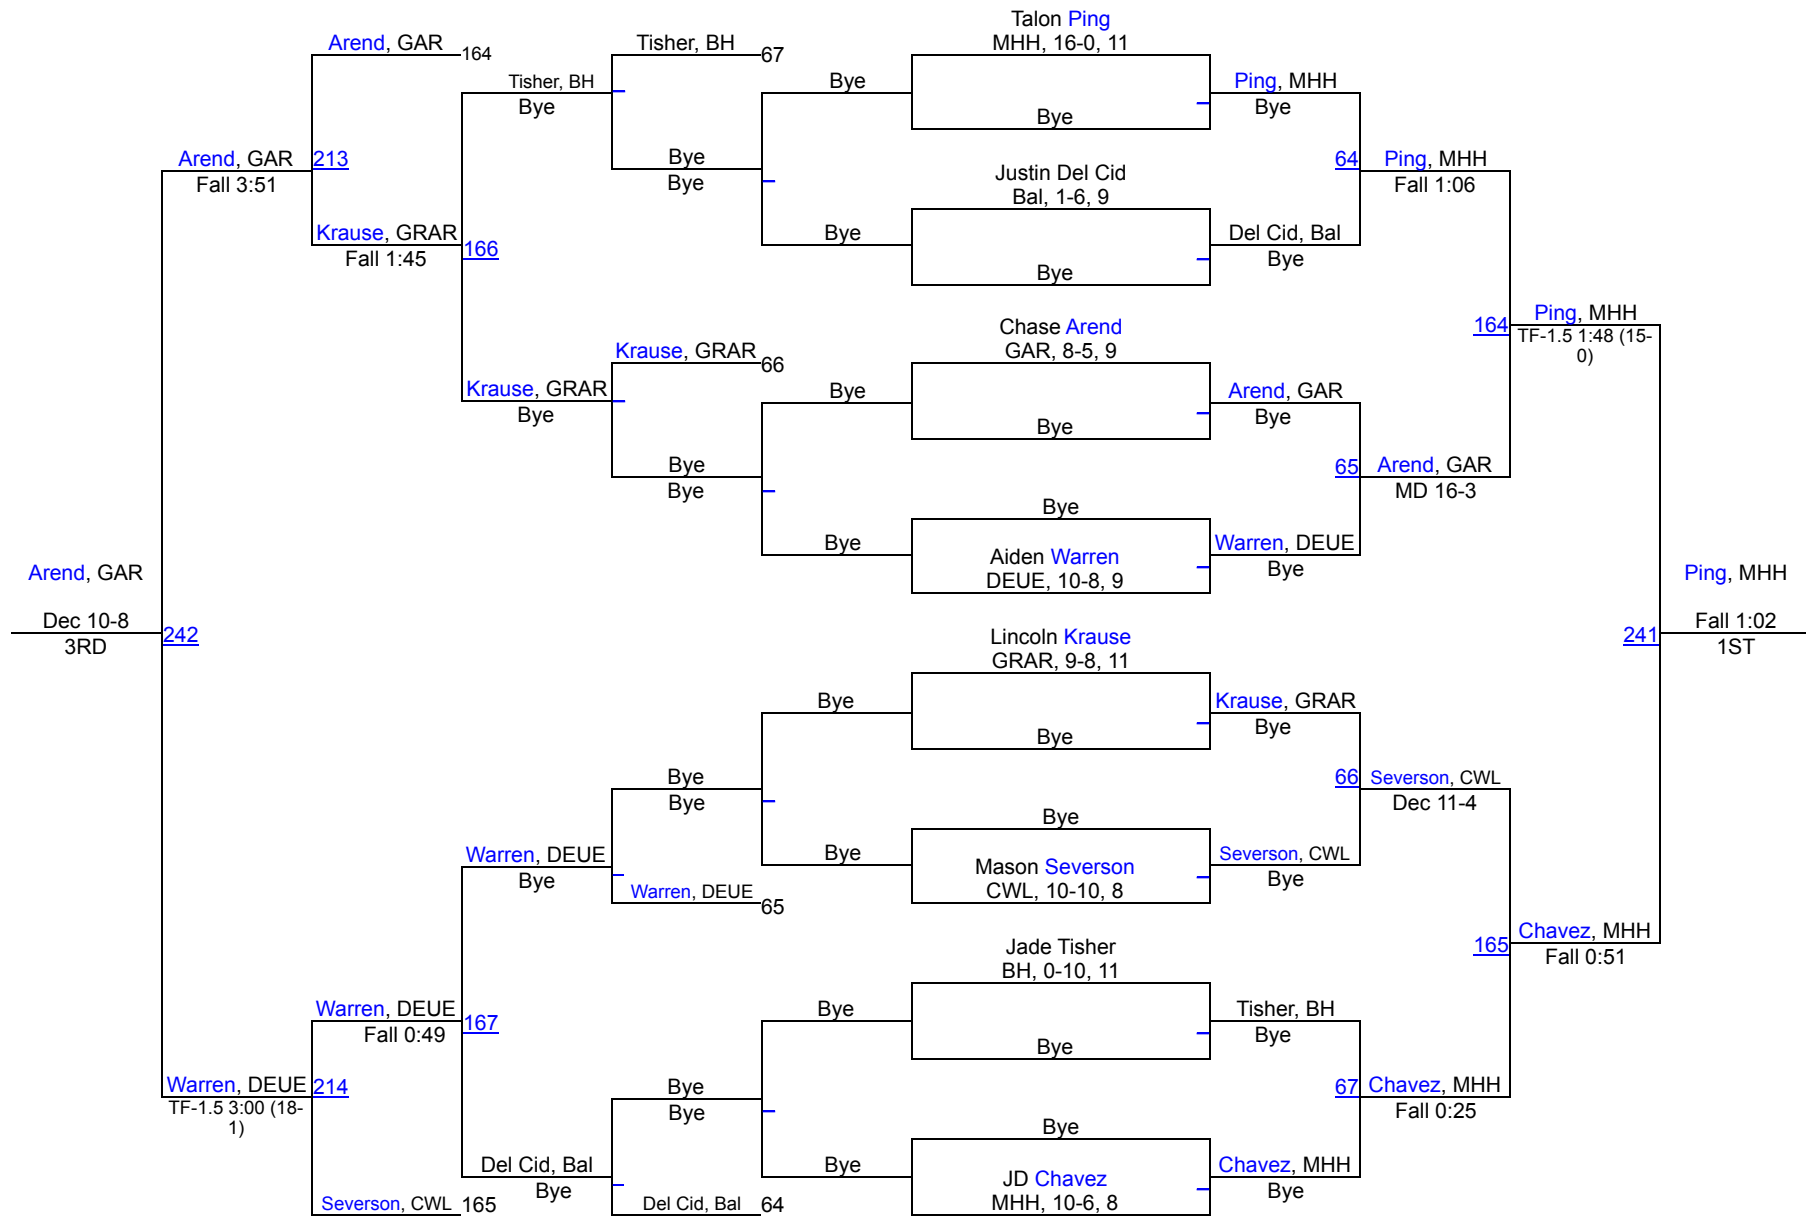 Talon Ping
MHH, 16-0, 11
Bye
Justin Del Cid
Bal, 1-6, 9
Bye
Chase Arend
GAR, 8-5, 9
Bye
Bye
Aiden Warren
DEUE, 10-8, 9
Lincoln Krause
GRAR, 9-8, 11
Bye
Bye
Mason Severson
CWL, 10-10, 8
Jade Tisher
BH, 0-10, 11
Bye
Bye
JD Chavez
MHH, 10-6, 8
Ping, MHH
Bye
64
Del Cid, Bal
Bye
Arend, GAR
Bye
65
Warren, DEUE
Bye
Krause, GRAR
Bye
66
Severson, CWL
Bye
Tisher, BH
Bye
67
Chavez, MHH
Bye
Ping, MHH
Fall 1:06
164
Arend, GAR
MD 16-3
Severson, CWL
Dec 11-4
165
Chavez, MHH
Fall 0:25
Ping, MHH
TF-1.5 1:48 (15-
0)
241
Chavez, MHH
Fall 0:51
Ping, MHH
Fall 1:02
1ST
Bye
Bye
Bye
Bye
Bye
Bye
Bye
Bye
Tisher, BH
67
Bye
Bye
Krause, GRAR
66
Bye
Bye
Bye
Bye
Warren, DEUE
65
Bye
Bye
Del Cid, Bal
64
Tisher, BH
Bye
166
Krause, GRAR
Bye
Warren, DEUE
Bye
167
Del Cid, Bal
Bye
Arend, GAR
164
213
Krause, GRAR
Fall 1:45
Warren, DEUE
Fall 0:49
214
Severson, CWL
165
Arend, GAR
Fall 3:51
242
Warren, DEUE
TF-1.5 3:00 (18-
1)
Arend, GAR
Dec 10-8
3RD